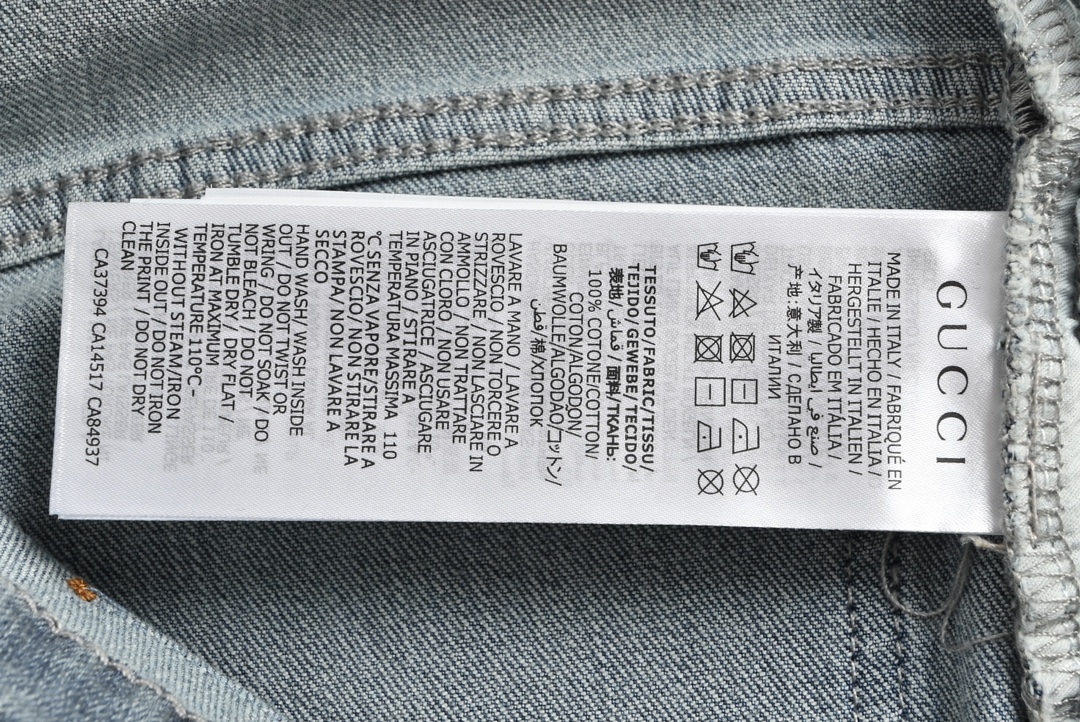 GUCCI
MADE IN ITALY / FABRIQUÉ EN
ITALIE / HECHO EN ITALIA /
HERGESTELLT IN ITALIEN /
FABRICADO EM ITÁLIA /
イタリア製 / صنع في إيطاليا /
产地:意大利 / СДЕЛАНО В
ИТАЛИИ
TESSUTO/FABRIC/TISSU/
TEJIDO/GEWEBE/ TECIDO/
表地/ قماش / 面料/ТКАНЬ:
100% COTONE/COTTON/
COTTON/ALGODÓN/
BAUMWOLLE/ALGODÃO/コットン/
قطن/ 棉/ХЛОПОК
LAVARE A MANO / LAVARE A
ROVESCIO / NON TORCERE O
STRIZZARE / NON LASCIARE IN
AMMOLLO / NON TRATTARE
CON CLORO / NON USARE
ASCIUGATRICE / ASCIUGARE
IN PIANO / STIRARE A
TEMPERATURA MASSIMA 110
°C SENZA VAPORE/STIRARE A
ROVESCIO/NON STIRARE LA
STAMPA/NON LAVARE A
SECCO
HAND WASH/ WASH INSIDE
OUT / DO NOT TWIST OR
WRING / DO NOT SOAK / DO
NOT BLEACH / DO NOT
TUMBLE DRY / DRY FLAT /
IRON AT MAXIMUM
TEMPERATURE 110°C –
WITHOUT STEAM/IRON
INSIDE OUT / DO NOT IRON
THE PRINT / DO NOT DRY
CLEAN
CA37394 CA14517 CA84937